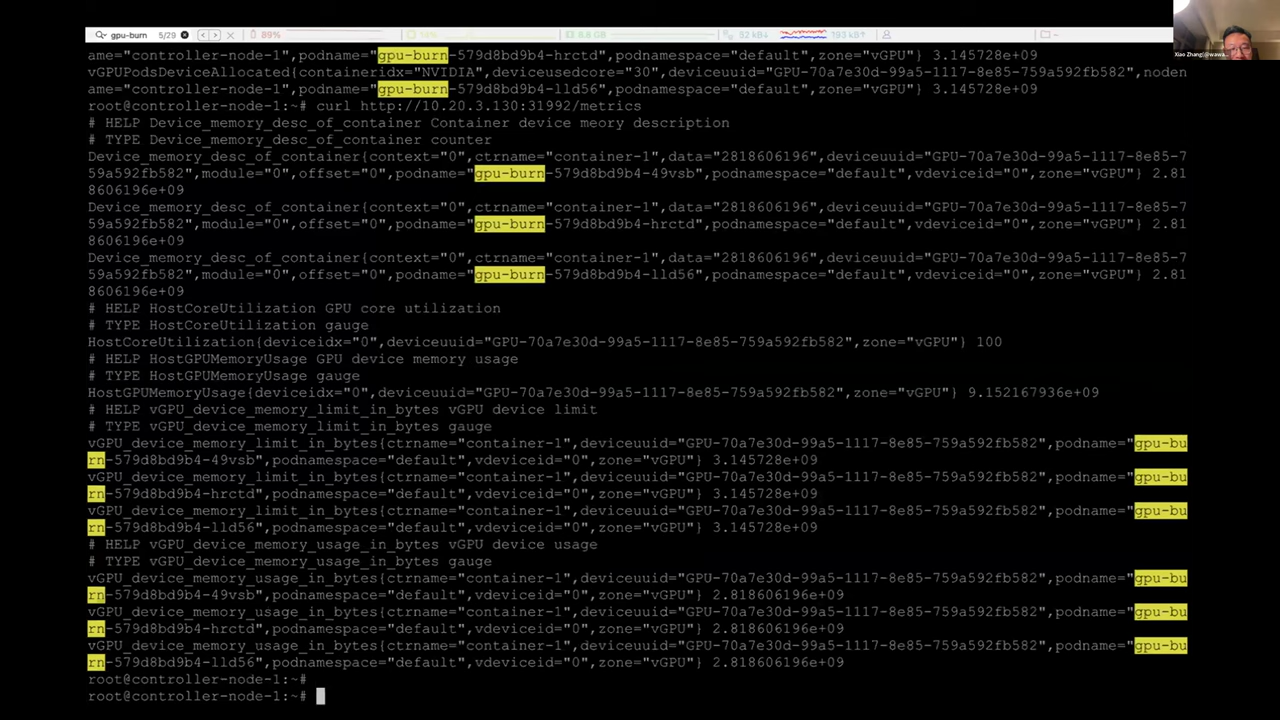 gpu-burn 5/29 89% 14% 8.6 GB 52 kB↓ 193 kB↓
ame="controller-node-1",podname="gpu-burn-579d8bd9b4-hrctd",podnamespace="default",zone="vGPU"} 3.145728e+09
vGPUPodsDeviceAllocated{containeridx="NVIDIA",deviceusedcore="30",deviceuuid="GPU-70a7e30d-99a5-1117-8e85-759a592fb582",noden
ame="controller-node-1",podname="gpu-burn-579d8bd9b4-lld56",podnamespace="default",zone="vGPU"} 3.145728e+09
root@controller-node-1:~# curl http://10.20.3.130:31992/metrics
# HELP Device_memory_desc_of_container Container device meory description
# TYPE Device_memory_desc_of_container counter
Device_memory_desc_of_container{context="0",ctrname="container-1",data="2818606196",deviceuuid="GPU-70a7e30d-99a5-1117-8e85-7
59a592fb582",module="0",offset="0",podname="gpu-burn-579d8bd9b4-49vsb",podnamespace="default",vdeviceid="0",zone="vGPU"} 2.81
8606196e+09
Device_memory_desc_of_container{context="0",ctrname="container-1",data="2818606196",deviceuuid="GPU-70a7e30d-99a5-1117-8e85-7
59a592fb582",module="0",offset="0",podname="gpu-burn-579d8bd9b4-hrctd",podnamespace="default",vdeviceid="0",zone="vGPU"} 2.81
8606196e+09
Device_memory_desc_of_container{context="0",ctrname="container-1",data="2818606196",deviceuuid="GPU-70a7e30d-99a5-1117-8e85-7
59a592fb582",module="0",offset="0",podname="gpu-burn-579d8bd9b4-lld56",podnamespace="default",vdeviceid="0",zone="vGPU"} 2.81
8606196e+09
# HELP HostCoreUtilization GPU core utilization
# TYPE HostCoreUtilization gauge
HostCoreUtilization{deviceidx="0",deviceuuid="GPU-70a7e30d-99a5-1117-8e85-759a592fb582",zone="vGPU"} 100
# HELP HostGPUMemoryUsage GPU device memory usage
# TYPE HostGPUMemoryUsage gauge
HostGPUMemoryUsage{deviceidx="0",deviceuuid="GPU-70a7e30d-99a5-1117-8e85-759a592fb582",zone="vGPU"} 9.152167936e+09
# HELP vGPU_device_memory_limit_in_bytes vGPU device limit
# TYPE vGPU_device_memory_limit_in_bytes gauge
vGPU_device_memory_limit_in_bytes{ctrname="container-1",deviceuuid="GPU-70a7e30d-99a5-1117-8e85-759a592fb582",podname="gpu-bu
rn-579d8bd9b4-49vsb",podnamespace="default",vdeviceid="0",zone="vGPU"} 3.145728e+09
vGPU_device_memory_limit_in_bytes{ctrname="container-1",deviceuuid="GPU-70a7e30d-99a5-1117-8e85-759a592fb582",podname="gpu-bu
rn-579d8bd9b4-hrctd",podnamespace="default",vdeviceid="0",zone="vGPU"} 3.145728e+09
vGPU_device_memory_limit_in_bytes{ctrname="container-1",deviceuuid="GPU-70a7e30d-99a5-1117-8e85-759a592fb582",podname="gpu-bu
rn-579d8bd9b4-lld56",podnamespace="default",vdeviceid="0",zone="vGPU"} 3.145728e+09
# HELP vGPU_device_memory_usage_in_bytes vGPU device usage
# TYPE vGPU_device_memory_usage_in_bytes gauge
vGPU_device_memory_usage_in_bytes{ctrname="container-1",deviceuuid="GPU-70a7e30d-99a5-1117-8e85-759a592fb582",podname="gpu-bu
rn-579d8bd9b4-49vsb",podnamespace="default",vdeviceid="0",zone="vGPU"} 2.818606196e+09
vGPU_device_memory_usage_in_bytes{ctrname="container-1",deviceuuid="GPU-70a7e30d-99a5-1117-8e85-759a592fb582",podname="gpu-bu
rn-579d8bd9b4-hrctd",podnamespace="default",vdeviceid="0",zone="vGPU"} 2.818606196e+09
vGPU_device_memory_usage_in_bytes{ctrname="container-1",deviceuuid="GPU-70a7e30d-99a5-1117-8e85-759a592fb582",podname="gpu-bu
rn-579d8bd9b4-lld56",podnamespace="default",vdeviceid="0",zone="vGPU"} 2.818606196e+09
root@controller-node-1:~#
root@controller-node-1:~#
Xiao Zhang(@wawa...